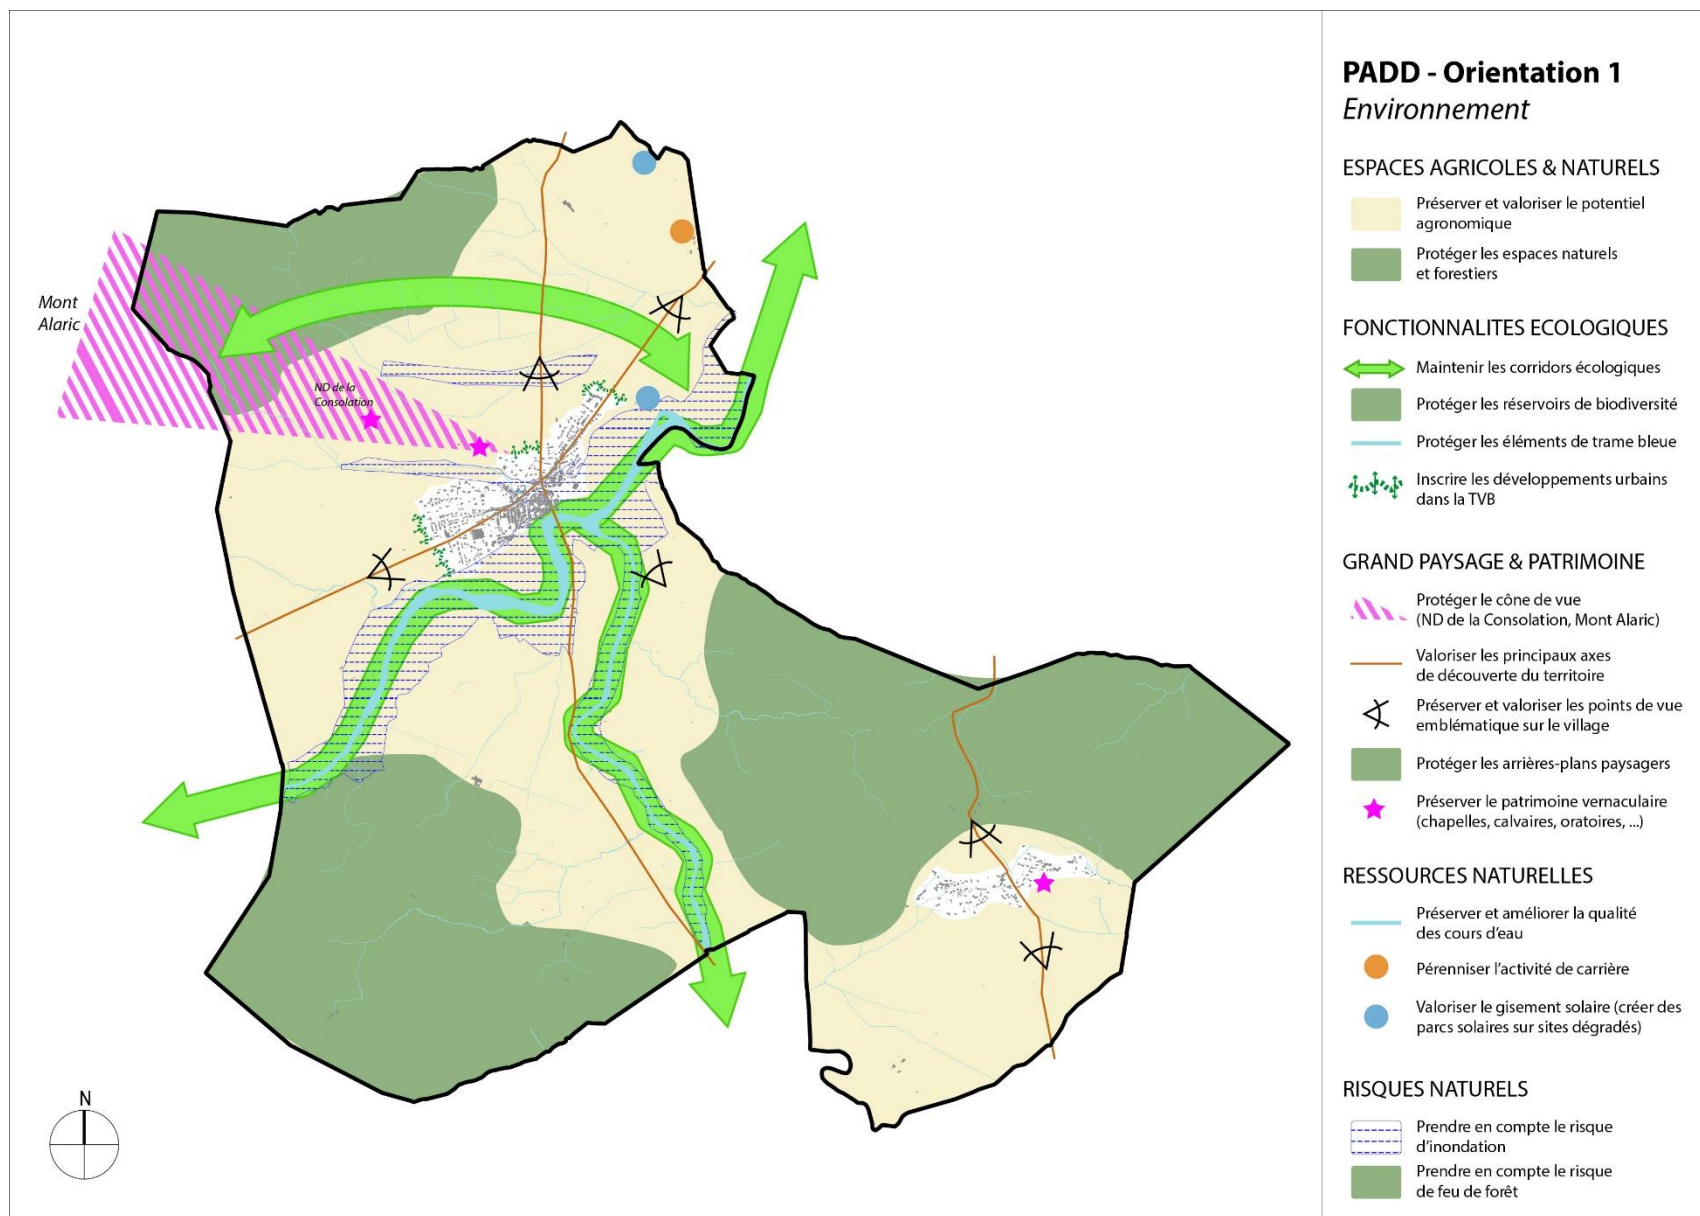 PADD - Orientation 1
Environnement
ESPACES AGRICOLES & NATURELS
Préserver et valoriser le potentiel
agronomique
Protéger les espaces naturels
et forestiers
FONCTIONNALITES ECOLOGIQUES
Maintenir les corridors écologiques
Protéger les réservoirs de biodiversité
Protéger les éléments de trame bleue
Inscrire les développements urbains
dans la TVB
GRAND PAYSAGE & PATRIMOINE
Protéger le cône de vue
(ND de la Consolation, Mont Alaric)
Valoriser les principaux axes
de découverte du territoire
Préserver et valoriser les points de vue
emblématique sur le village
Protéger les arrières-plans paysagers
Préserver le patrimoine vernaculaire
(chapelles, calvaires, oratoires, ...)
RESSOURCES NATURELLES
Préserver et améliorer la qualité
des cours d'eau
Pérenniser l'activité de carrière
Valoriser le gisement solaire (créer des
parcs solaires sur sites dégradés)
RISQUES NATURELS
Prendre en compte le risque
d'inondation
Prendre en compte le risque
de feu de forêt
Mont
Alaric
ND de la
Consolation
N